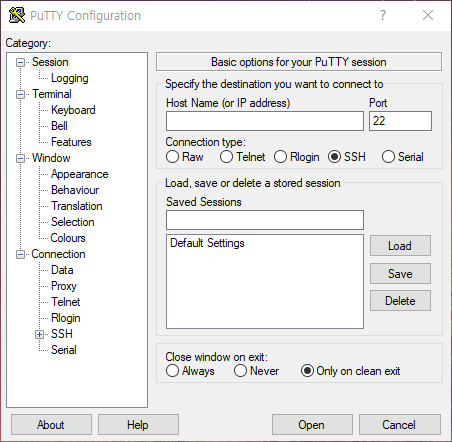 PuTTY Configuration
Category:
Session
Logging
Terminal
Keyboard
Bell
Features
Window
Appearance
Behaviour
Translation
Selection
Colours
Connection
Data
Proxy
Telnet
Rlogin
SSH
Serial
Basic options for your PuTTY session
Specify the destination you want to connect to
Host Name (or IP address) Port
22
Connection type:
Raw Telnet Rlogin SSH Serial
Load, save or delete a stored session
Saved Sessions
Default Settings
Load
Save
Delete
Close window on exit:
Always Never Only on clean exit
About Help Open Cancel